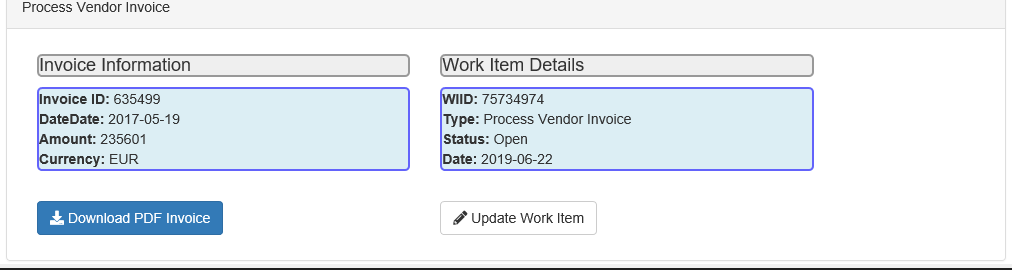 Process Vendor Invoice
Invoice Information
Invoice ID: 635499
DateDate: 2017-05-19
Amount: 235601
Currency: EUR
Download PDF Invoice
Work Item Details
WIID: 75734974
Type: Process Vendor Invoice
Status: Open
Date: 2019-06-22
Update Work Item